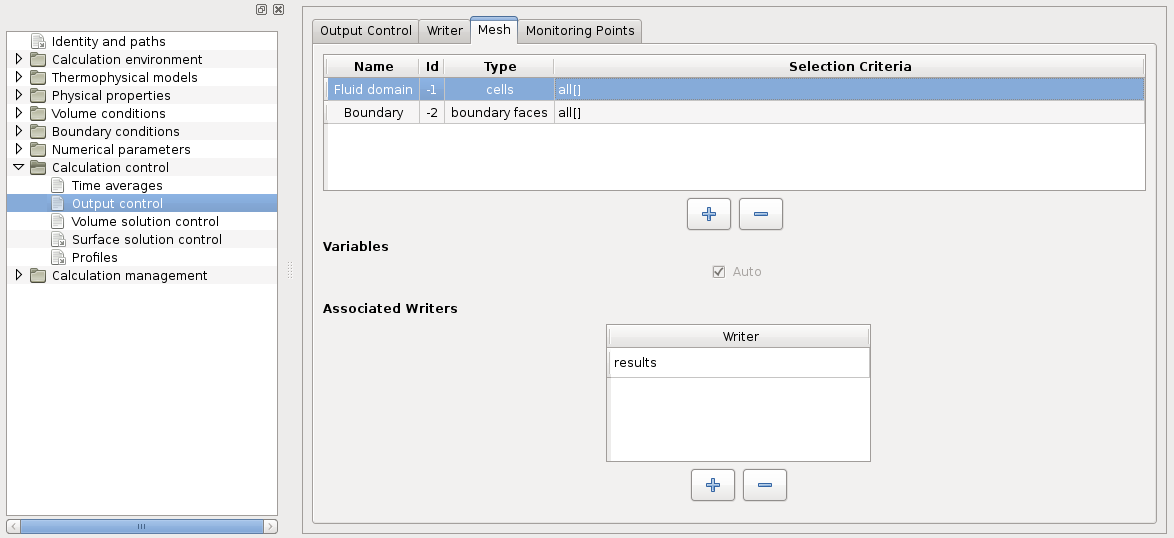 Identity and paths
Calculation environment
Thermophysical models
Physical properties
Volume conditions
Boundary conditions
Numerical parameters
Calculation control
Time averages
Output control
Volume solution control
Surface solution control
Profiles
Calculation management
Output Control Writer Mesh Monitoring Points
Name Id Type Selection Criteria
Fluid domain -1 cells all[]
Boundary -2 boundary faces all[]
Variables
Auto
Associated Writers
Writer
results